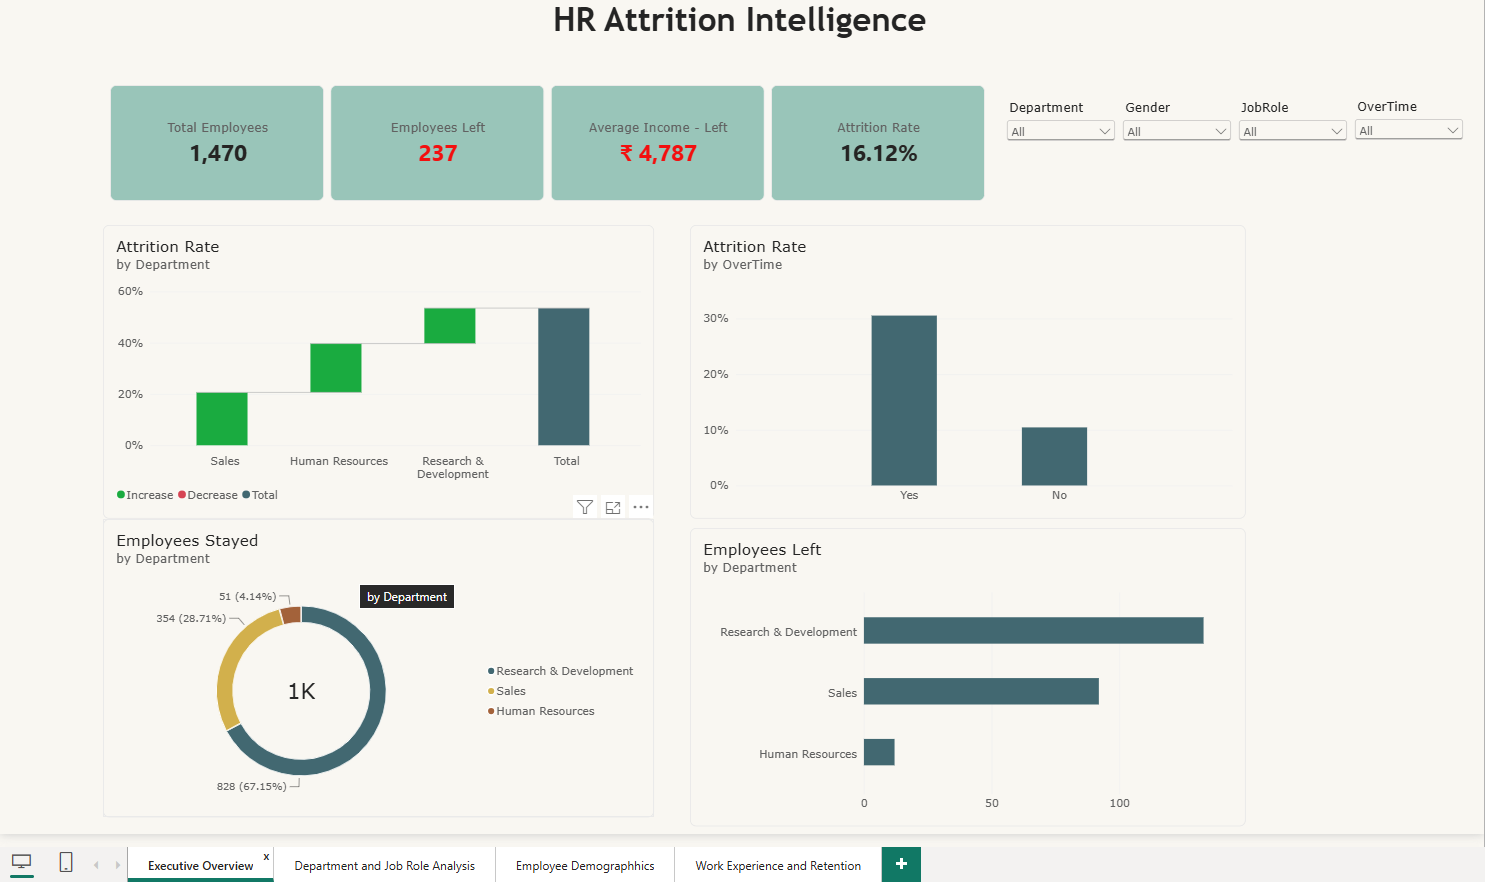 HR Attrition Intelligence
Total Employees
1,470
Employees Left
237
Average Income - Left
₹ 4,787
Attrition Rate
16.12%
Department
All
Gender
All
JobRole
All
OverTime
All
Attrition Rate
by Department
60%
40%
20%
0%
Sales
Human Resources
Research &
Development
Total
Increase Decrease Total
Attrition Rate
by OverTime
30%
20%
10%
0%
Yes
No
Employees Stayed
by Department
by Department
51 (4.14%)
354 (28.71%)
1K
828 (67.15%)
Research & Development
Sales
Human Resources
Employees Left
by Department
Research & Development
Sales
Human Resources
0
50
100
Executive Overview
x
Department and Job Role Analysis
Employee Demographhics
Work Experience and Retention
+